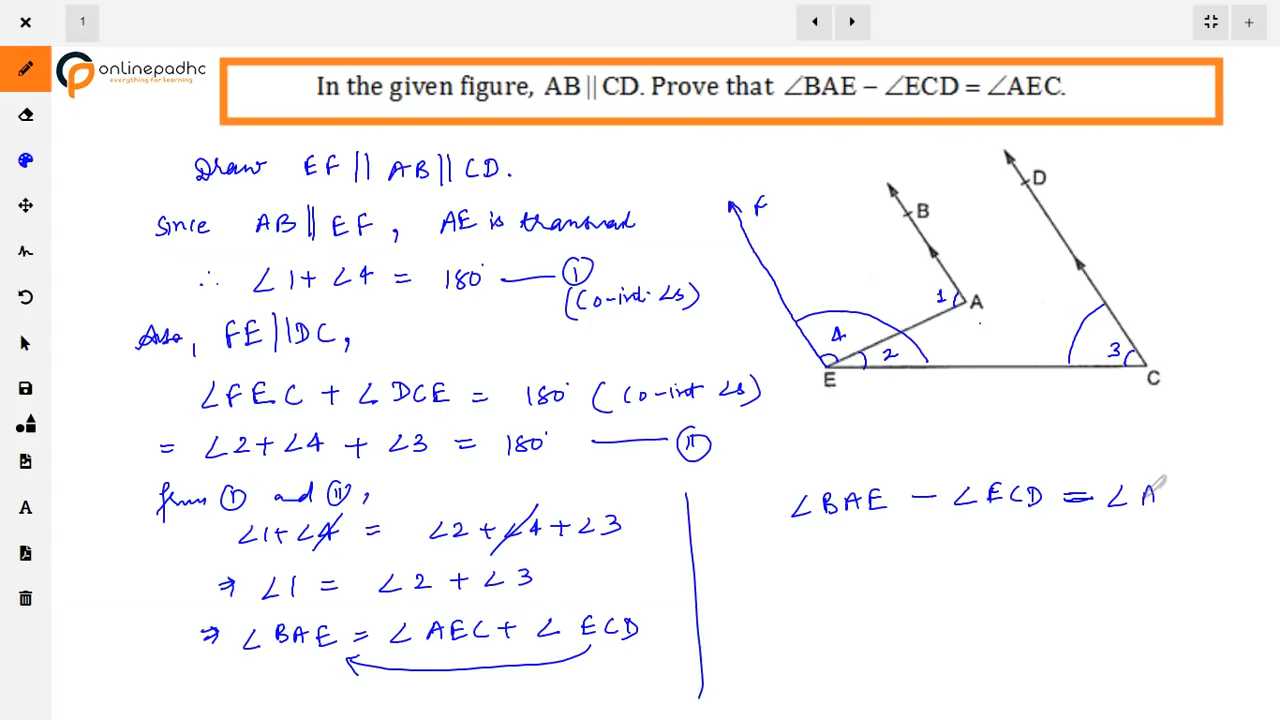 1
onlinepadhc
everything for learning
In the given figure, AB || CD. Prove that ∠BAE – ∠ECD = ∠AEC.
Draw EF || AB || CD.
Since AB || EF, AE is
∴ ∠1 + ∠4 = 180° — I
(Co-int. ∠s)
Also, FE || DC,
∠FEC + ∠DCE = 180° (Co-int ∠s)
= ∠2 + ∠4 + ∠3 = 180° — II
from I and II,
∠1 + ∠4 = ∠2 + ∠4 + ∠3
⇒ ∠1 = ∠2 + ∠3
⇒ ∠BAE = ∠AEC + ∠ECD
F
B
D
1
A
4
2
3
E
C
∠BAE – ∠ECD = ∠A
A